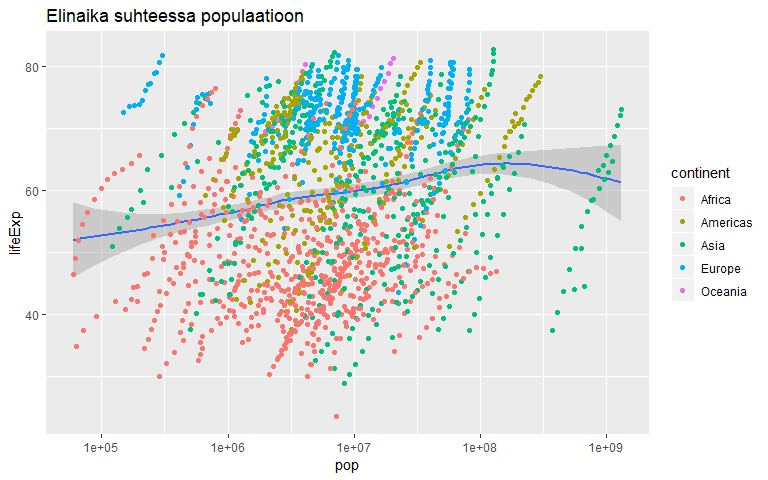 Elinaika suhteessa populaatioon
80
60
40
lifeExp
1e+05 1e+06 1e+07 1e+08 1e+09
pop
continent
Africa
Americas
Asia
Europe
Oceania